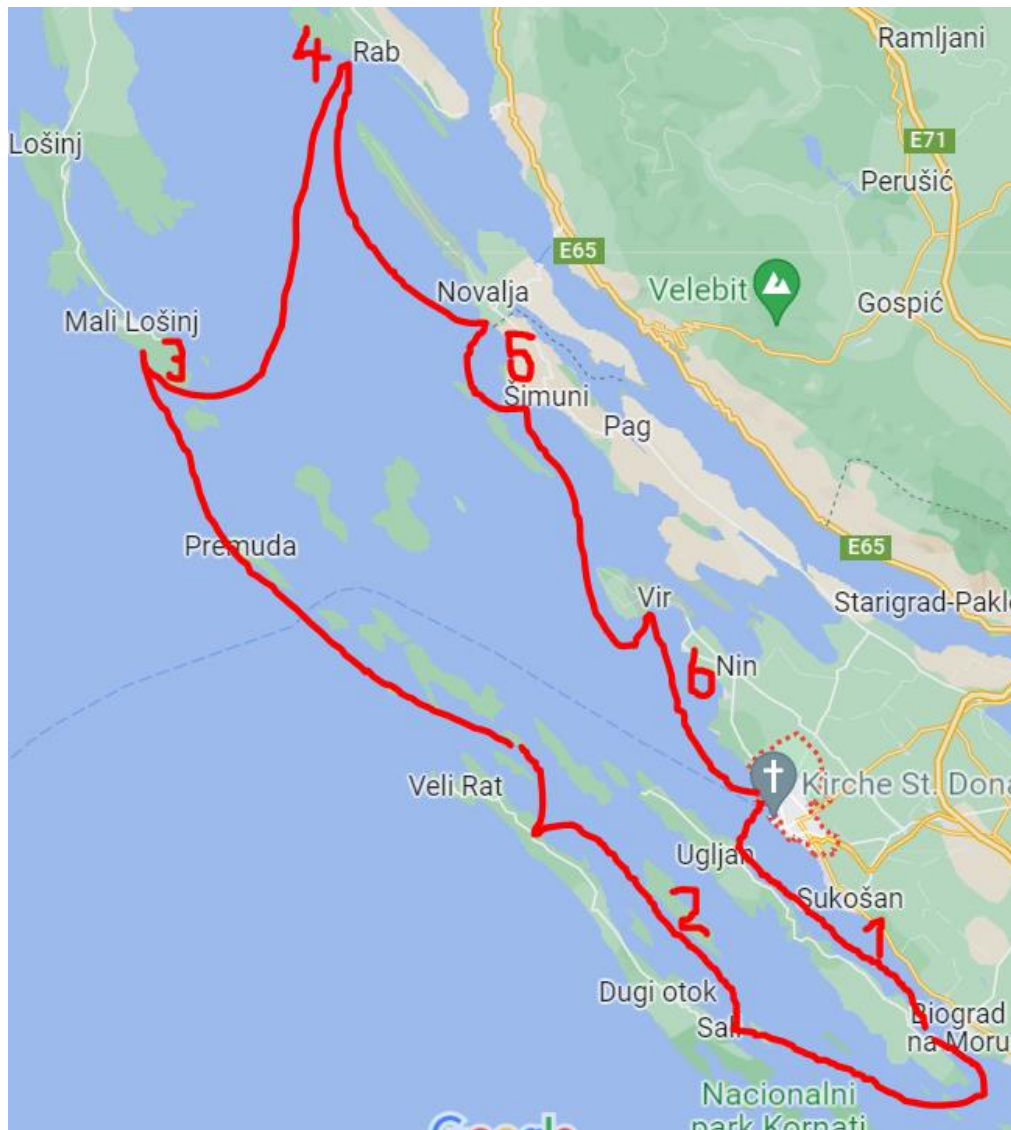 Ramljani
4
Rab
E71
Lošinj
Perušić
E65
Velebit
Novalja
Gospić
Mali Lošinj
3
5
Šimuni
Pag
Premuda
E65
Vir
Starigrad-Pakl
6
Nin
Veli Rat
Kirche St. Dona
Ugljan
Sukošan
2
1
Dugi otok
Sali
Biograd
na Moru
Nacionalni
park Kornati
Google